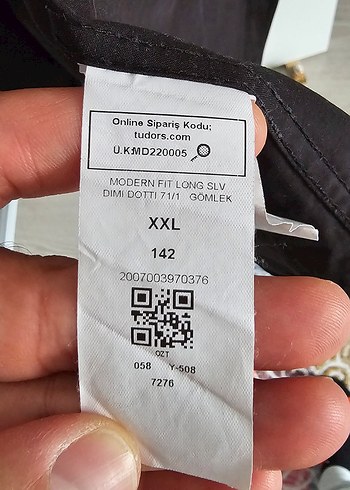 Online Sipariş Kodu;
tudors.com
U.K:MD220005
MODERN FIT LONG SLV
DIMI DOTTI 71/1 GÖMLEK
XXL
142
2007003970376
OZT
058 Y-508
7276